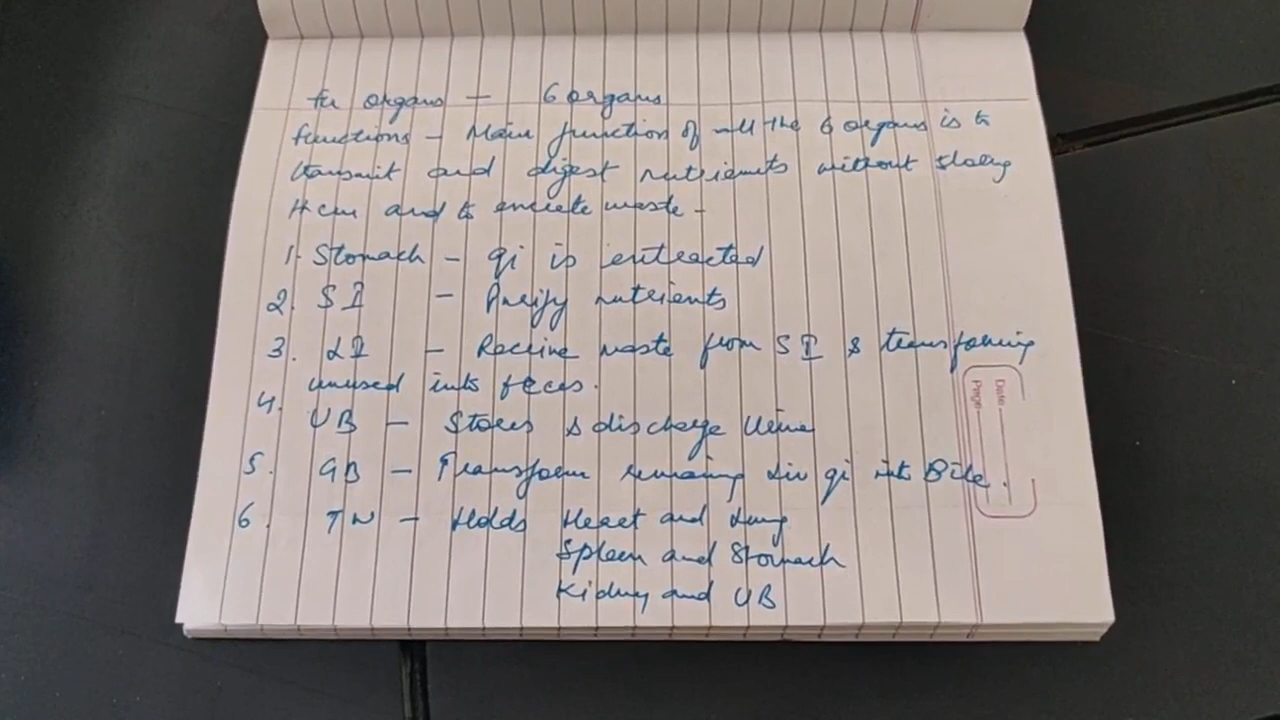 fu organs - 6 organs
functions - Main function of all the 6 organs is to
transmit and digest nutrients without storing
them and to excrete waste -
1. Stomach - qi is extracted
2. SI - Purify nutrients
3. LI - Receive waste from SI & transforming
unused into feces.
4. UB - Stores & discharge Urine
5. GB - Transform remaining Liv qi into Bile.
6. TW - Holds Heart and Lung
Spleen and Stomach
Kidney and UB
Date
Page